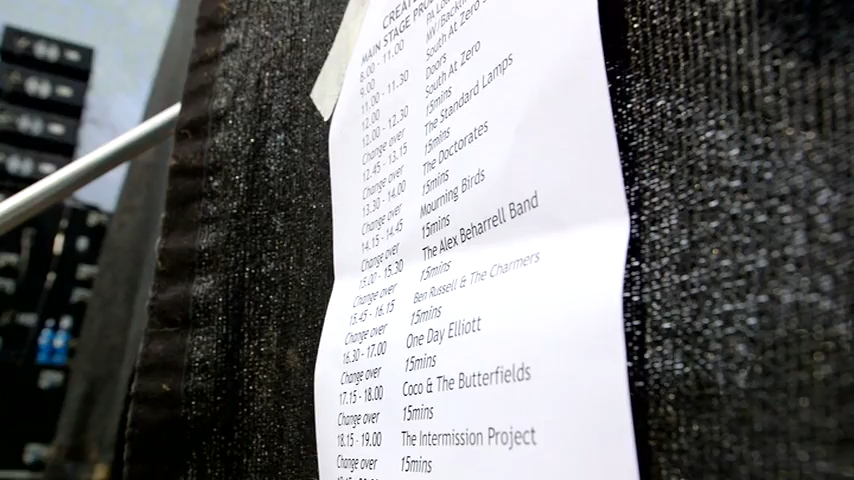 MAIN STAGE
8.00 - 11.00 PA
9.00
11.00 - 11.30 South At Zero
12.00 Doors
12.00 - 12.30 South At Zero
Change over 15mins
12.45 - 13.15 The Standard Lamps
Change over 15mins
13.30 - 14.00 The Doctorates
Change over 15mins
14.15 - 14.45 Mourning Birds
Change over 15mins
15.00 - 15.30 The Alex Beharrell Band
Change over 15mins
15.45 - 16.15 Ben Russell & The Charmers
Change over 15mins
16.30 - 17.00 One Day Elliott
Change over 15mins
17.15 - 18.00 Coco & The Butterfields
Change over 15mins
18.15 - 19.00 The Intermission Project
Change over 15mins